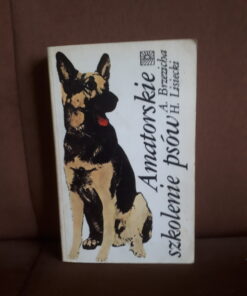 Amatorskie
szkolenie psów
A. Brzezicha
H. Lisiecki